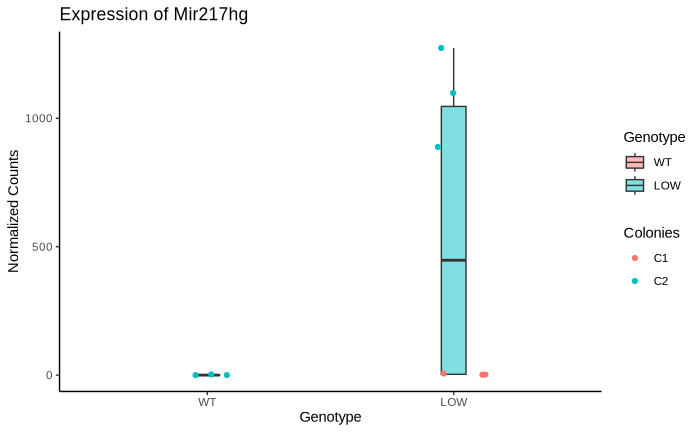 Expression of Mir217hg
Normalized Counts
1000
500
0
WT
LOW
Genotype
Genotype
WT
LOW
Colonies
C1
C2